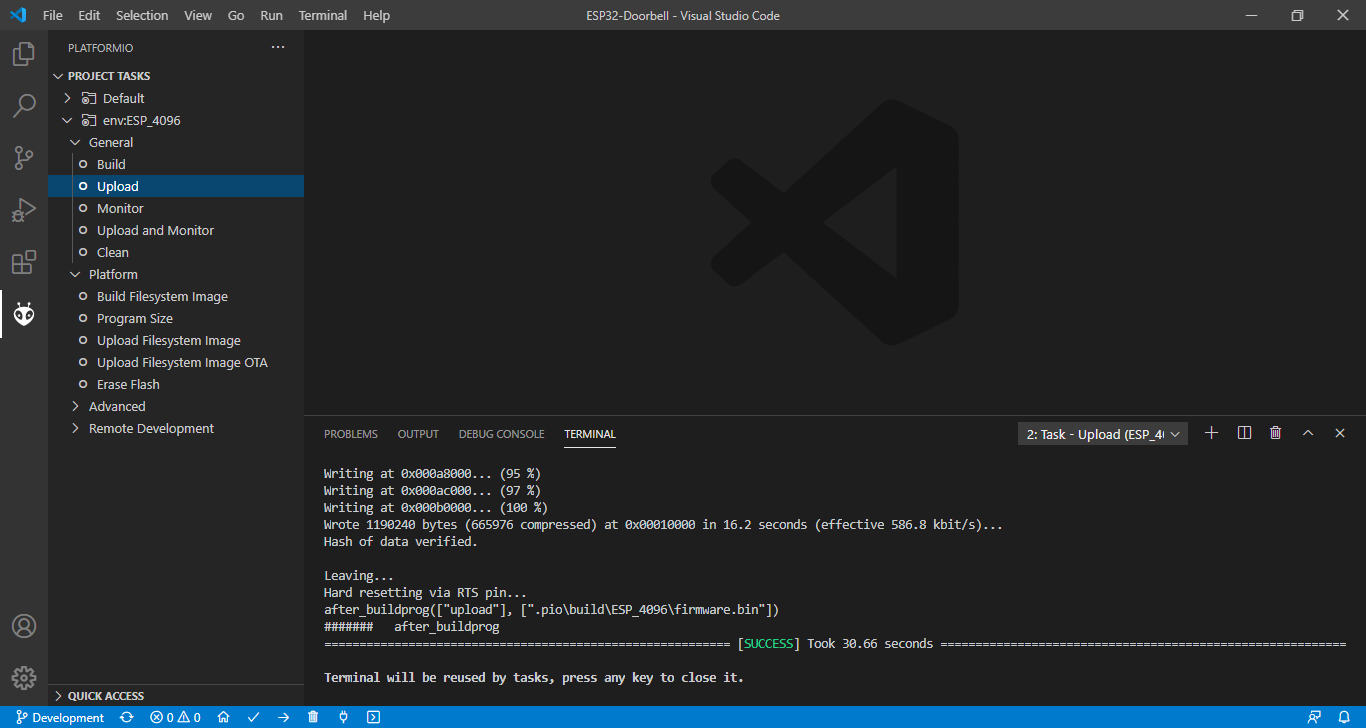 File Edit Selection View Go Run Terminal Help
ESP32-Doorbell - Visual Studio Code
PLATFORMIO
PROJECT TASKS
Default
env:ESP_4096
General
Build
Upload
Monitor
Upload and Monitor
Clean
Platform
Build Filesystem Image
Program Size
Upload Filesystem Image
Upload Filesystem Image OTA
Erase Flash
Advanced
Remote Development
QUICK ACCESS
PROBLEMS OUTPUT DEBUG CONSOLE TERMINAL
2: Task - Upload (ESP_4(
Writing at 0x000a8000... (95 %)
Writing at 0x000ac000... (97 %)
Writing at 0x000b0000... (100 %)
Wrote 1190240 bytes (665976 compressed) at 0x00010000 in 16.2 seconds (effective 586.8 kbit/s)...
Hash of data verified.
Leaving...
Hard resetting via RTS pin...
after_buildprog(["upload"], [".pio\build\ESP_4096\firmware.bin"])
####### after_buildprog
========================================================== [SUCCESS] Took 30.66 seconds ==========================================================
Terminal will be reused by tasks, press any key to close it.
Development 0 0